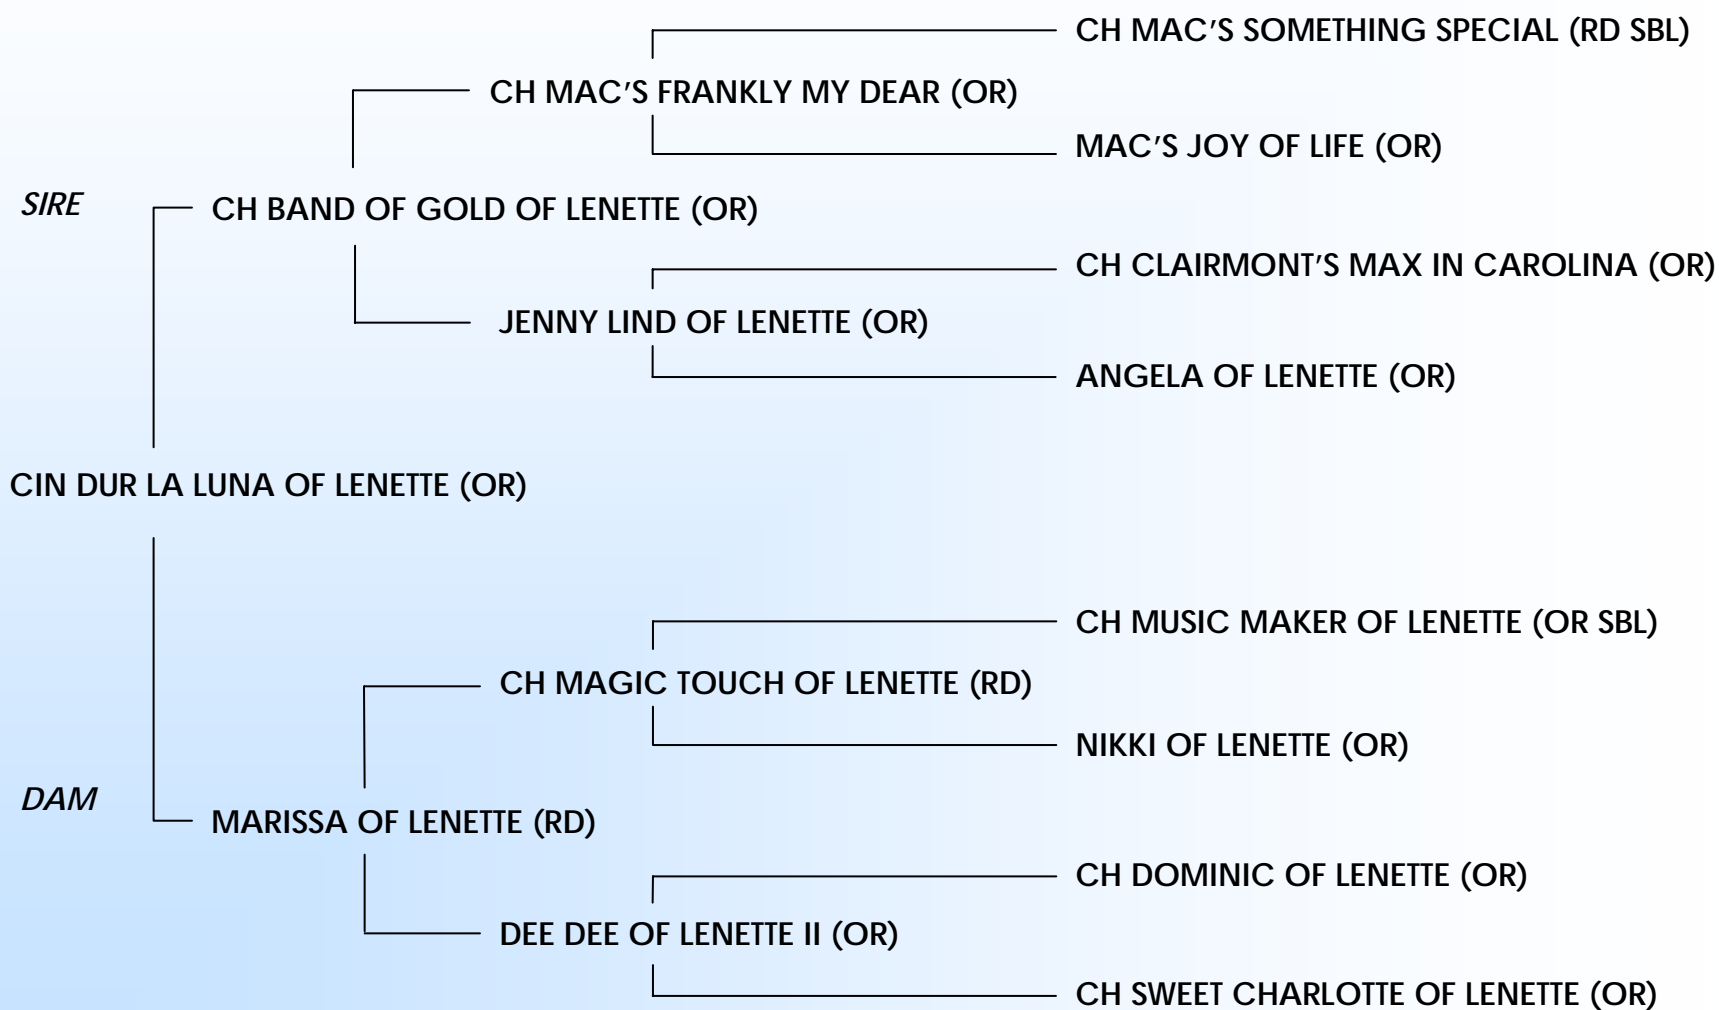 CH MAC’S SOMETHING SPECIAL (RD SBL)
CH MAC’S FRANKLY MY DEAR (OR)
MAC’S JOY OF LIFE (OR)
SIRE
CH BAND OF GOLD OF LENETTE (OR)
CH CLAIRMONT’S MAX IN CAROLINA (OR)
JENNY LIND OF LENETTE (OR)
ANGELA OF LENETTE (OR)
CIN DUR LA LUNA OF LENETTE (OR)
CH MUSIC MAKER OF LENETTE (OR SBL)
CH MAGIC TOUCH OF LENETTE (RD)
NIKKI OF LENETTE (OR)
DAM
MARISSA OF LENETTE (RD)
CH DOMINIC OF LENETTE (OR)
DEE DEE OF LENETTE II (OR)
CH SWEET CHARLOTTE OF LENETTE (OR)